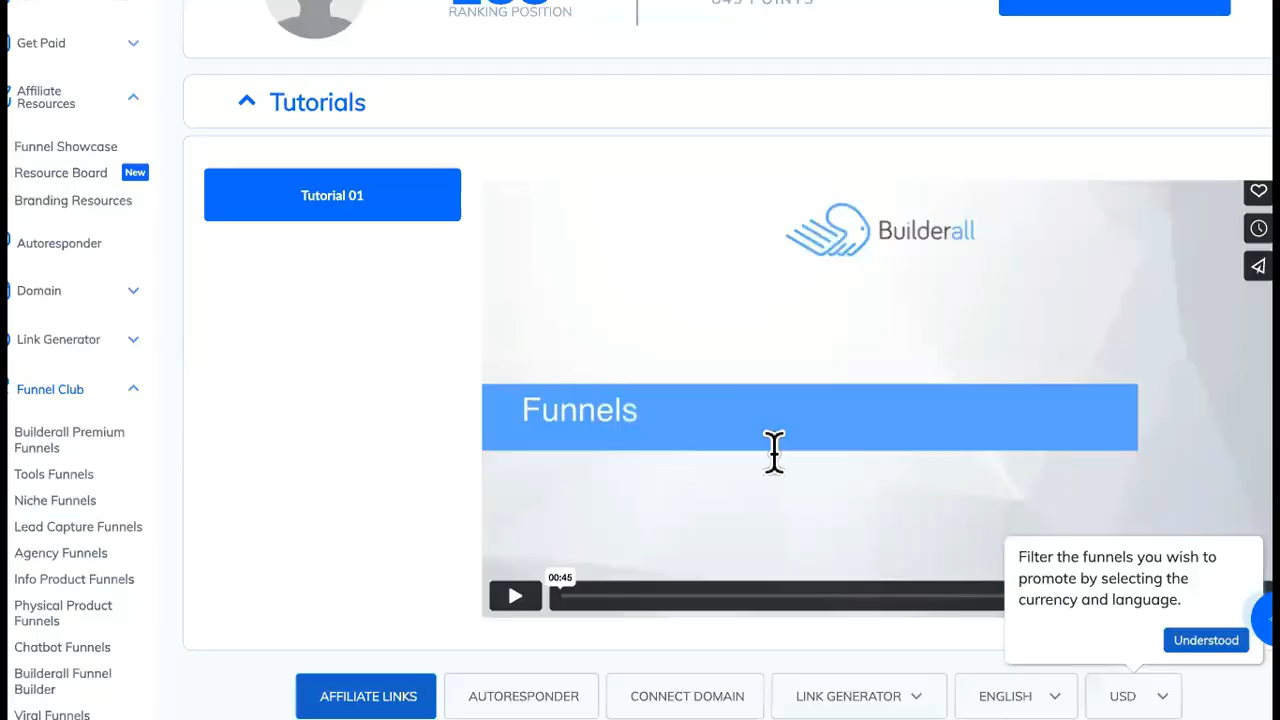 RANKING POSITION
Get Paid
Affiliate
Resources
Tutorials
Funnel Showcase
Resource Board New
Branding Resources
Tutorial 01
Autoresponder
Builderall
Domain
Link Generator
Funnel Club
Funnels
Builderall Premium
Funnels
Tools Funnels
Niche Funnels
Lead Capture Funnels
Agency Funnels
Info Product Funnels
Physical Product
Funnels
Chatbot Funnels
Builderall Funnel
Builder
Viral Funnels
00:45
Filter the funnels you wish to
promote by selecting the
currency and language.
Understood
AFFILIATE LINKS
AUTORESPONDER
CONNECT DOMAIN
LINK GENERATOR
ENGLISH
USD